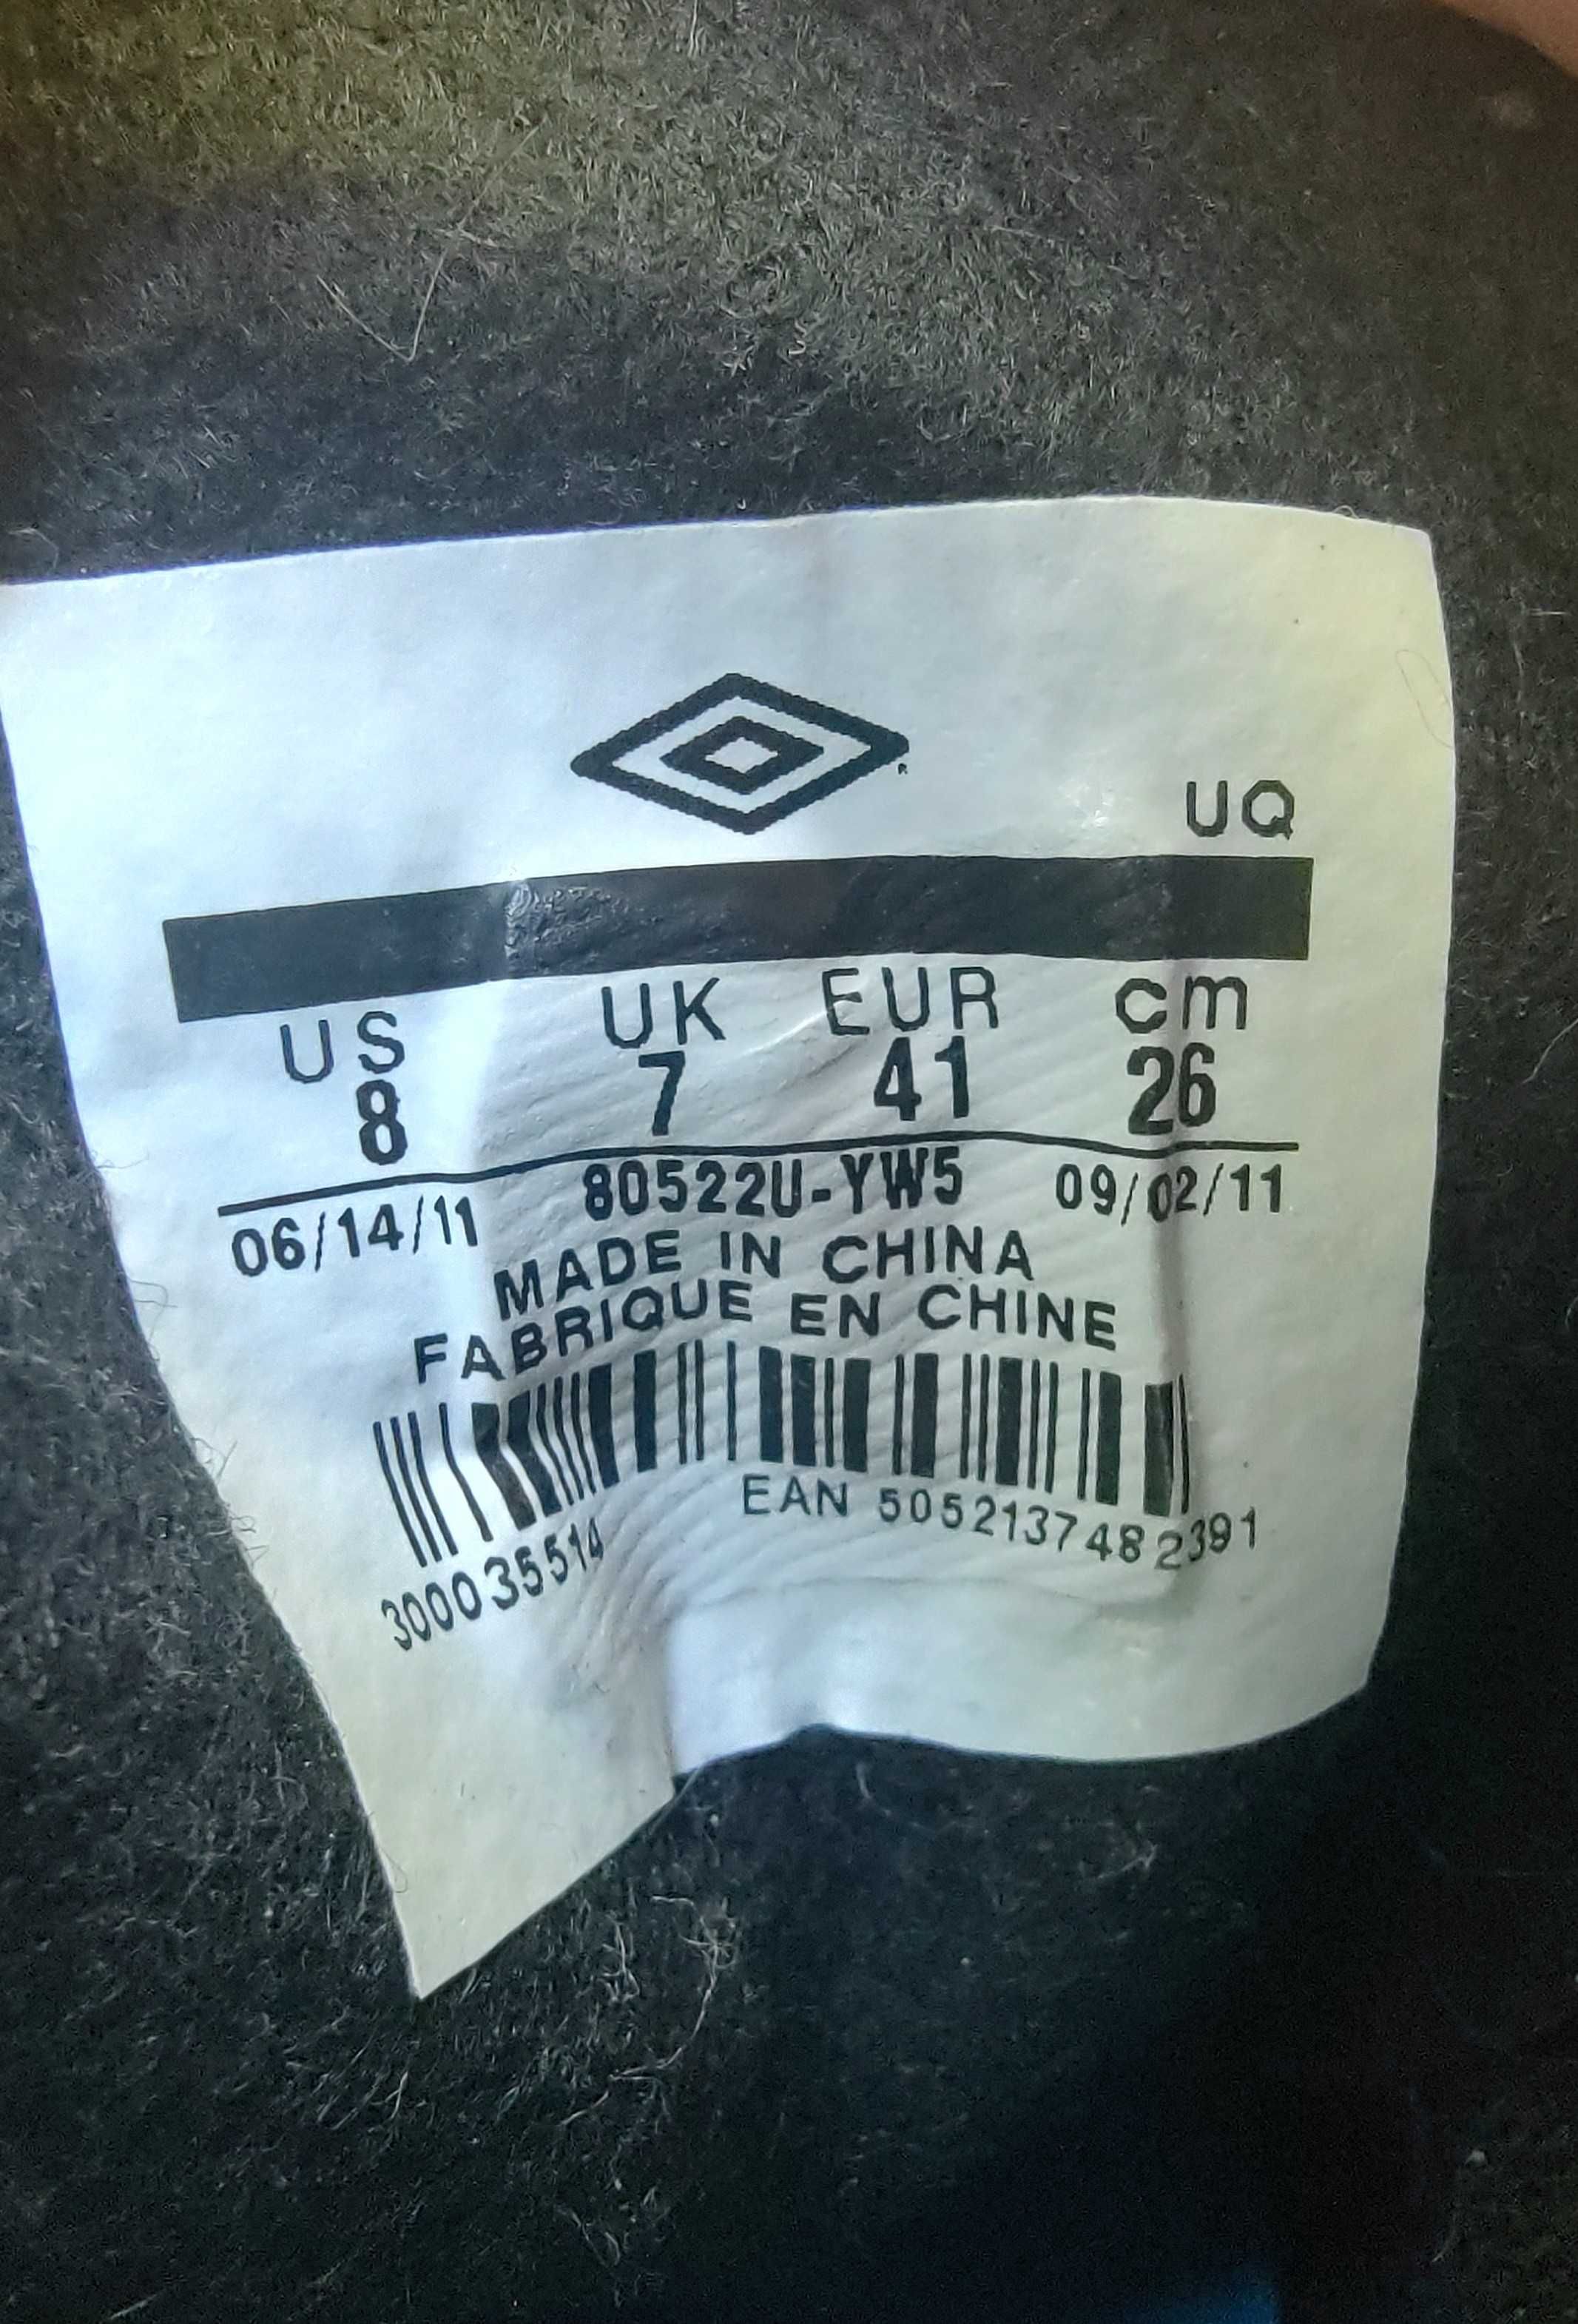 UQ
US UK EUR cm
8 7 41 26
06/14/11 80522U-YW5 09/02/11
MADE IN CHINA
FABRIQUE EN CHINE
300035514 EAN 5052137482391